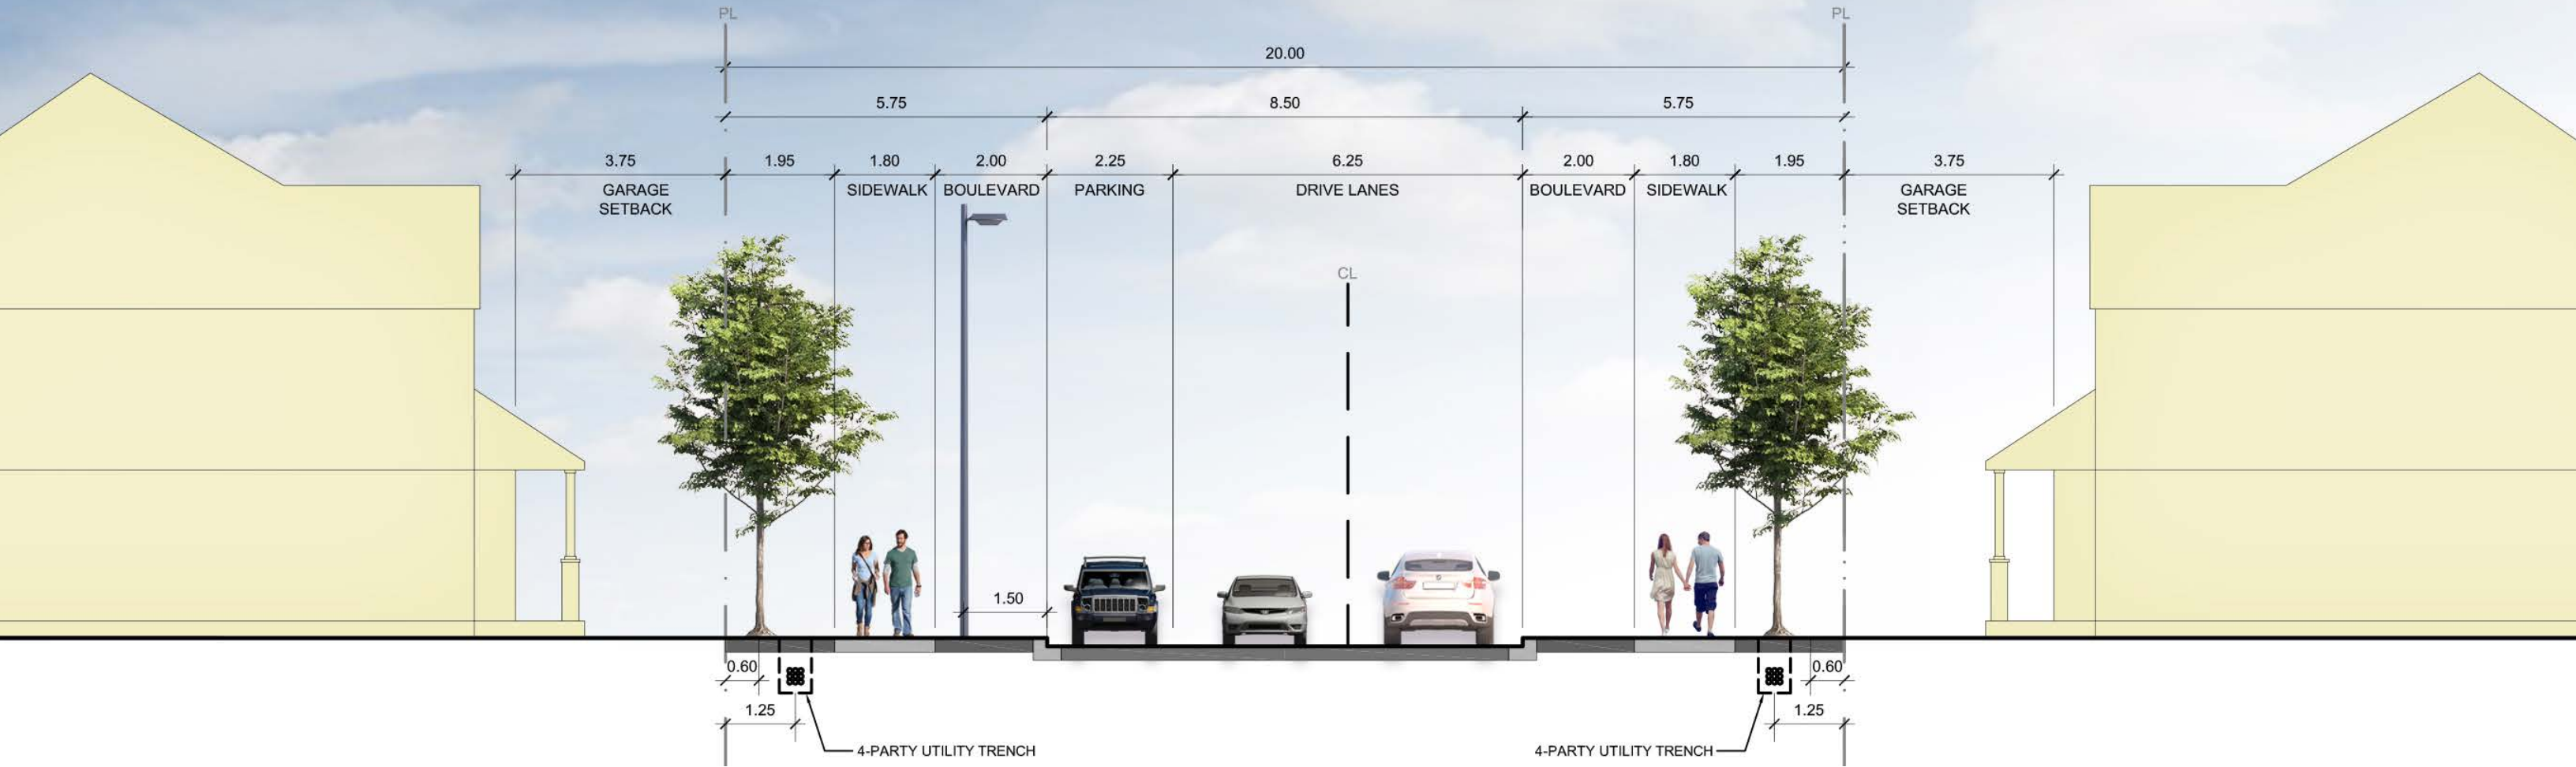 PL
PL
20.00
5.75
8.50
5.75
3.75
1.95
1.80
2.00
2.25
6.25
2.00
1.80
1.95
3.75
GARAGE
SETBACK
SIDEWALK
BOULEVARD
PARKING
DRIVE LANES
BOULEVARD
SIDEWALK
GARAGE
SETBACK
CL
1.50
0.60
0.60
1.25
1.25
4-PARTY UTILITY TRENCH
4-PARTY UTILITY TRENCH